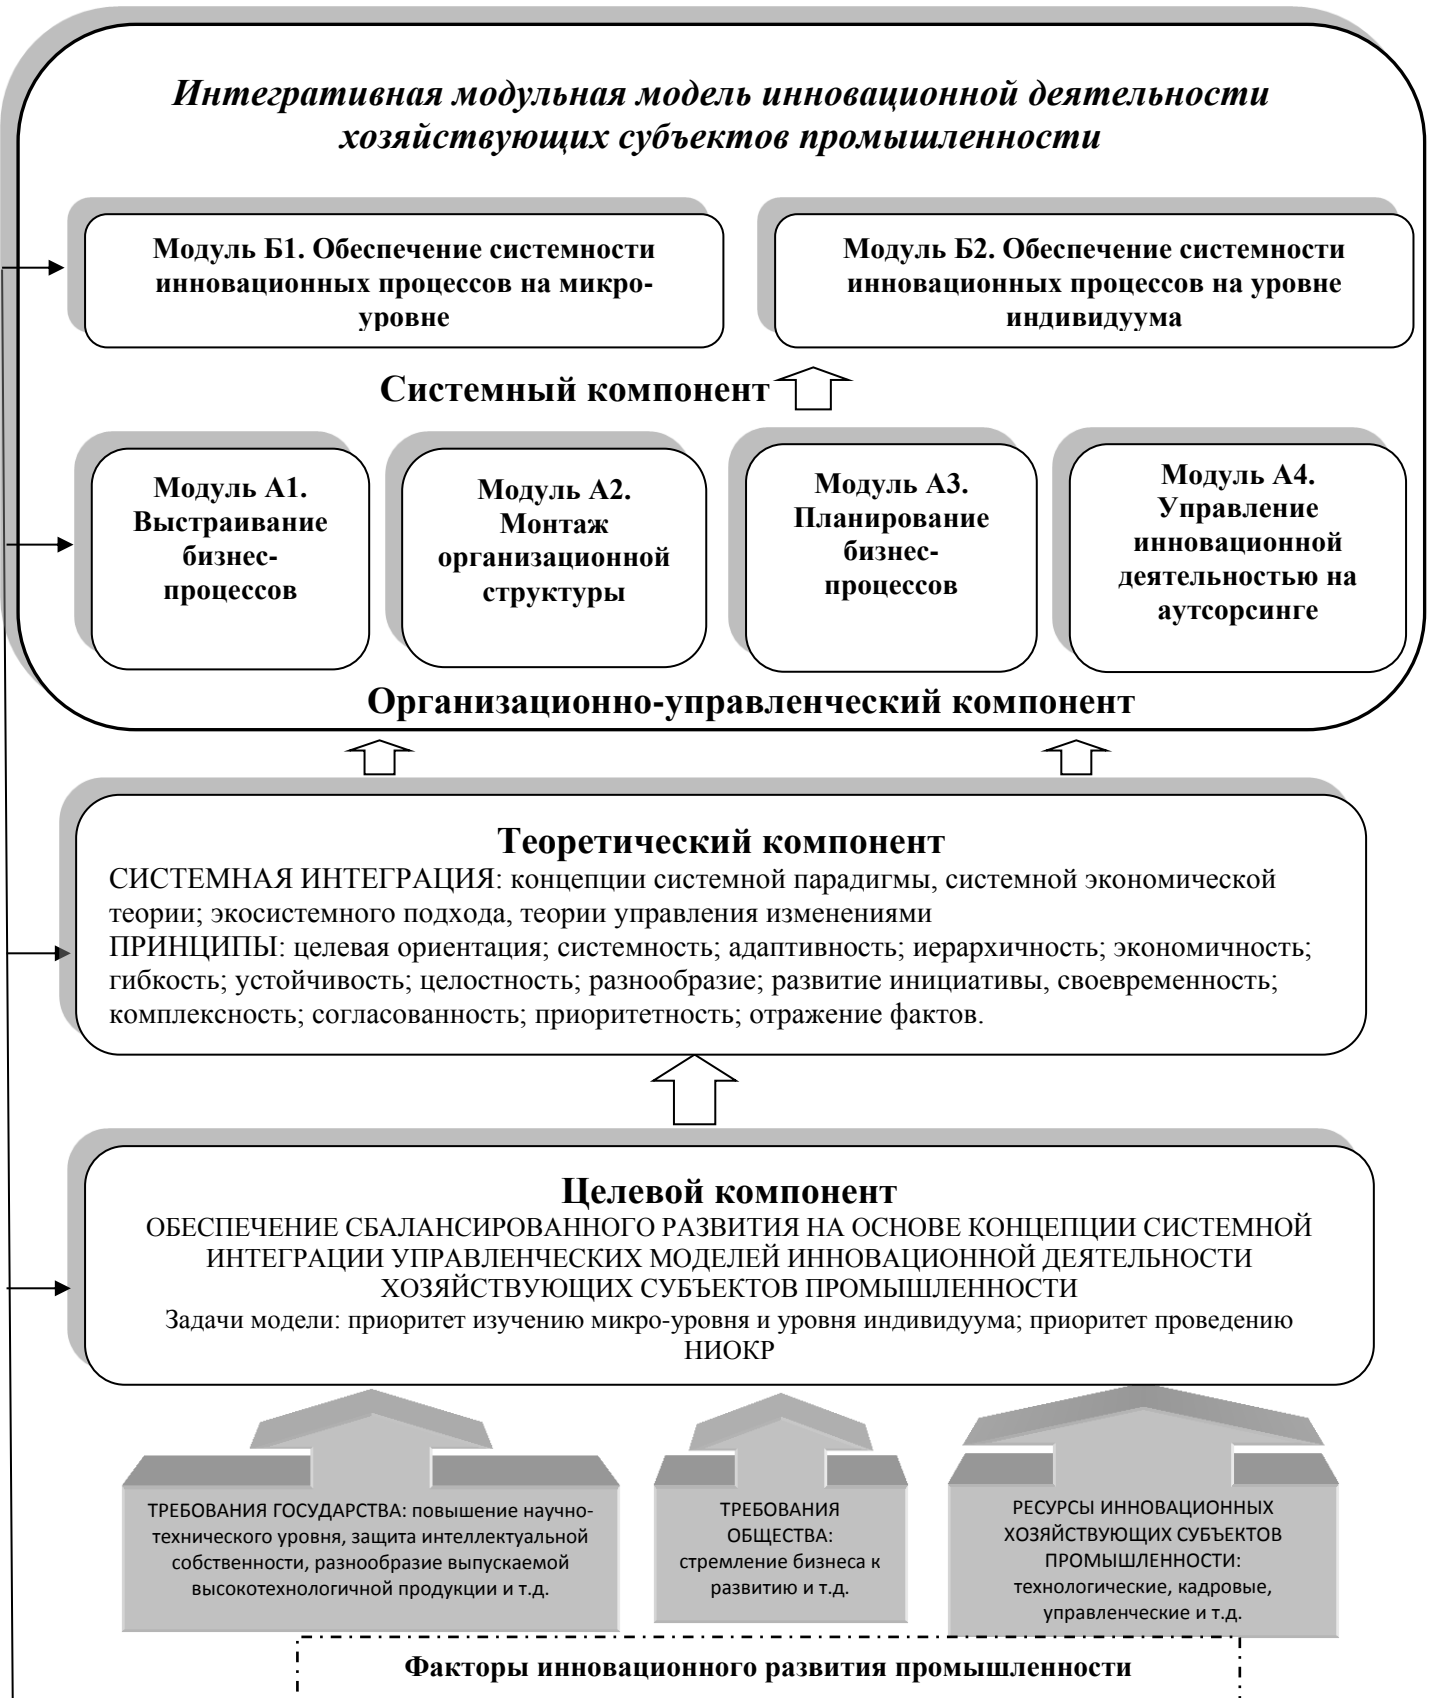 Интегративная модульная модель инновационной деятельности
хозяйствующих субъектов промышленности
Модуль Б1. Обеспечение системности
инновационных процессов на микро-
уровне
Модуль Б2. Обеспечение системности
инновационных процессов на уровне
индивидуума
Системный компонент
Модуль А1.
Выстраивание
бизнес-
процессов
Модуль А2.
Монтаж
организационной
структуры
Модуль А3.
Планирование
бизнес-
процессов
Модуль А4.
Управление
инновационной
деятельностью на
аутсорсинге
Организационно-управленческий компонент
Теоретический компонент
СИСТЕМНАЯ ИНТЕГРАЦИЯ: концепции системной парадигмы, системной экономической
теории; экосистемного подхода, теории управления изменениями
ПРИНЦИПЫ: целевая ориентация; системность; адаптивность; иерархичность; экономичность;
гибкость; устойчивость; целостность; разнообразие; развитие инициативы, своевременность;
комплексность; согласованность; приоритетность; отражение фактов.
Целевой компонент
ОБЕСПЕЧЕНИЕ СБАЛАНСИРОВАННОГО РАЗВИТИЯ НА ОСНОВЕ КОНЦЕПЦИИ СИСТЕМНОЙ
ИНТЕГРАЦИИ УПРАВЛЕНЧЕСКИХ МОДЕЛЕЙ ИННОВАЦИОННОЙ ДЕЯТЕЛЬНОСТИ
ХОЗЯЙСТВУЮЩИХ СУБЪЕКТОВ ПРОМЫШЛЕННОСТИ
Задачи модели: приоритет изучению микро-уровня и уровня индивидуума; приоритет проведению
НИОКР
ТРЕБОВАНИЯ ГОСУДАРСТВА: повышение научно-
технического уровня, защита интеллектуальной
собственности, разнообразие выпускаемой
высокотехнологичной продукции и т.д.
ТРЕБОВАНИЯ
ОБЩЕСТВА:
стремление бизнеса к
развитию и т.д.
РЕСУРСЫ ИННОВАЦИОННЫХ
ХОЗЯЙСТВУЮЩИХ СУБЪЕКТОВ
ПРОМЫШЛЕННОСТИ:
технологические, кадровые,
управленческие и т.д.
Факторы инновационного развития промышленности